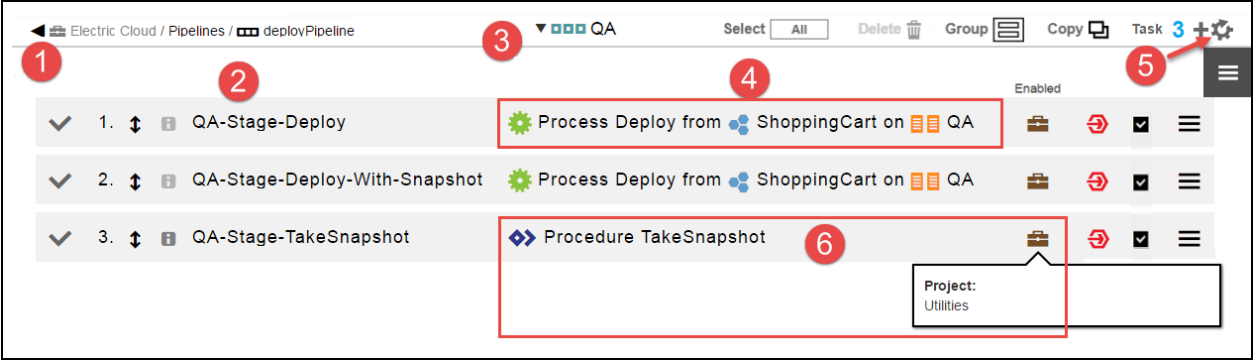 Electric Cloud / Pipelines / deployPipeline
QA
Select All Delete Group Copy Task 3 +
1 2 3 4 5
Enabled
1. QA-Stage-Deploy Process Deploy from ShoppingCart on QA
2. QA-Stage-Deploy-With-Snapshot Process Deploy from ShoppingCart on QA
3. QA-Stage-TakeSnapshot Procedure TakeSnapshot 6
Project:
Utilities